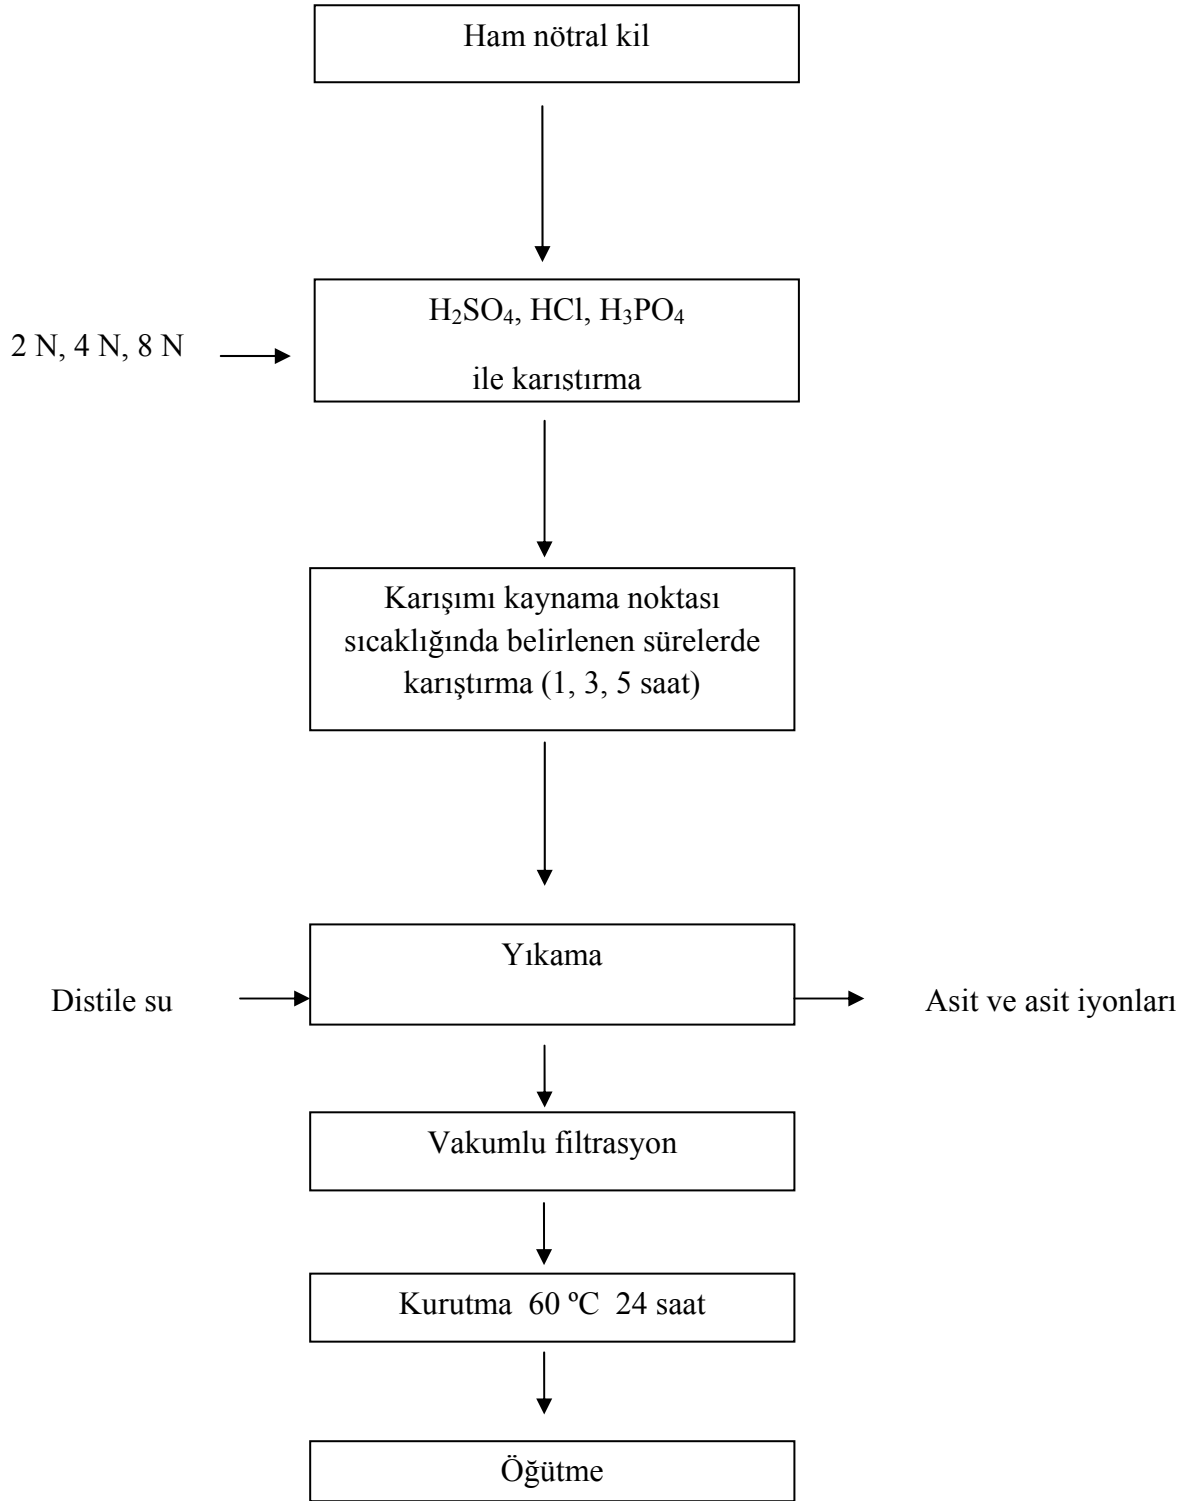 Ham nötral kil
H₂SO₄, HCl, H₃PO₄
2 N, 4 N, 8 N
ile karıstırma
Karışımı kaynama noktası
sıcaklığında belirlenen sürelerde
karıştırma (1, 3, 5 saat)
Yıkama
Distile su
Asit ve asit iyonları
Vakumlu filtrasyon
Kurutma 60 ºC 24 saat
Öğütme